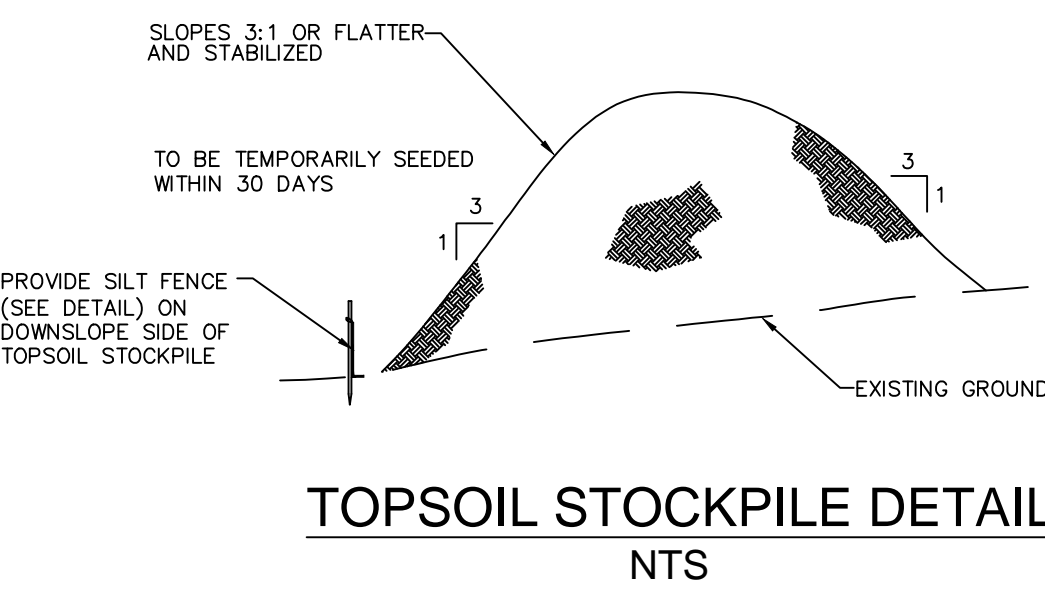 SLOPES 3:1 OR FLATTER
AND STABILIZED
TO BE TEMPORARILY SEEDED
WITHIN 30 DAYS
3
1
3
1
PROVIDE SILT FENCE
(SEE DETAIL) ON
DOWNSLOPE SIDE OF
TOPSOIL STOCKPILE
EXISTING GROUND
TOPSOIL STOCKPILE DETAIL
NTS